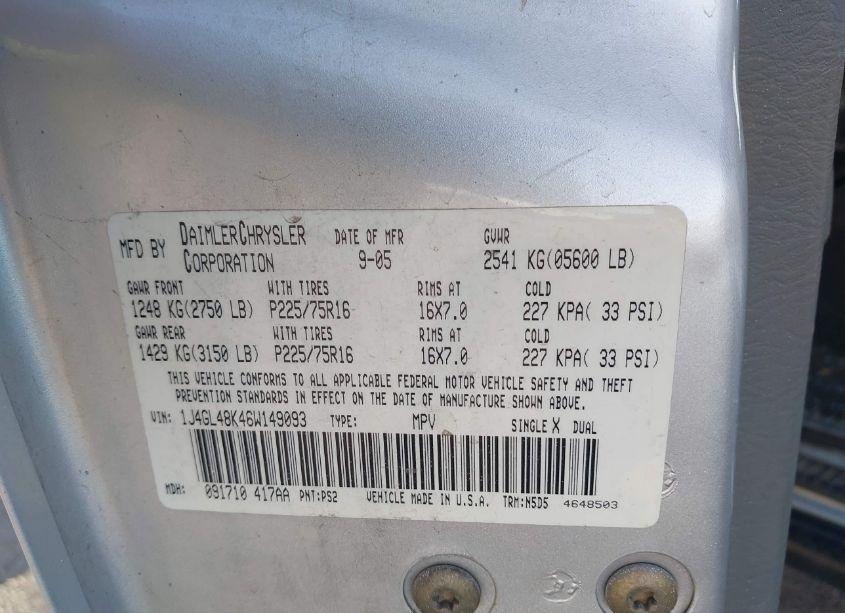 MFD BY DAIMLERCHRYSLER CORPORATION DATE OF MFR 9-05 GVWR 2541 KG(05600 LB)
GAWR FRONT WITH TIRES RIMS AT COLD
1248 KG(2750 LB) P225/75R16 16X7.0 227 KPA( 33 PSI)
GAWR REAR WITH TIRES RIMS AT COLD
1429 KG(3150 LB) P225/75R16 16X7.0 227 KPA( 33 PSI)
THIS VEHICLE CONFORMS TO ALL APPLICABLE FEDERAL MOTOR VEHICLE SAFETY AND THEFT
PREVENTION STANDARDS IN EFFECT ON THE DATE OF MANUFACTURE SHOWN ABOVE.
VIN: 1J4GL48K46W149093 TYPE: MPV SINGLE X DUAL
MDH: 091710 417AA PNT:PS2 VEHICLE MADE IN U.S.A. TRM:N5D5 4648503